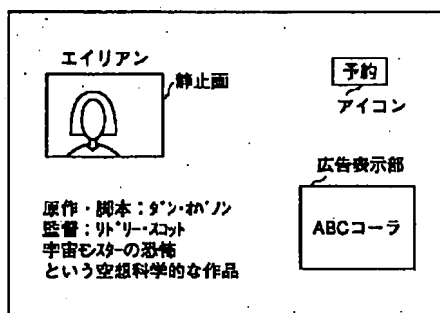 エイリアン
静止画
予約
アイコン
広告表示部
ABCコーラ
原作・脚本：ﾀﾞﾝ・ｵﾊﾞﾉﾝ
監督：ﾘﾄﾞﾘｰ・ｽｺｯﾄ
宇宙ﾓﾝｽﾀｰの恐怖
という空想科学的な作品